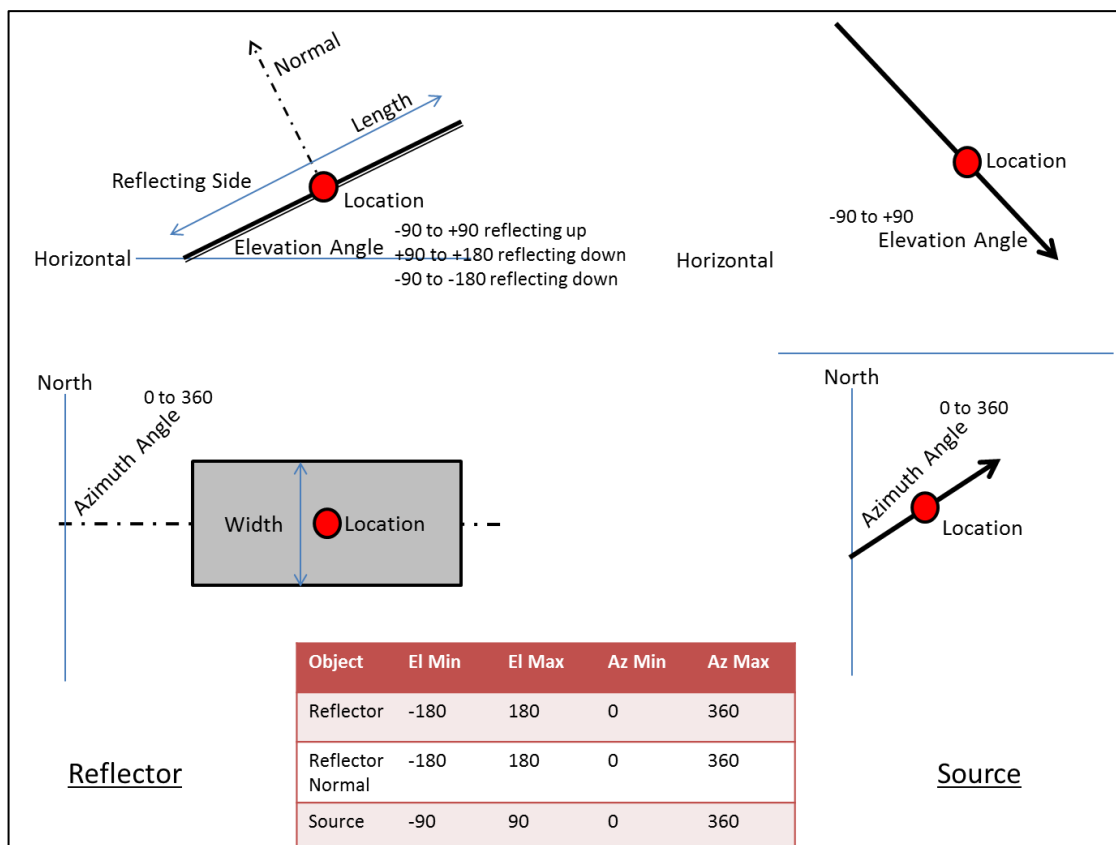 Normal
Length
Reflecting Side
Location
Elevation Angle
-90 to +90 reflecting up
+90 to +180 reflecting down
-90 to -180 reflecting down
Horizontal
Location
-90 to +90
Elevation Angle
Horizontal
North
0 to 360
Azimuth Angle
Width
Location
North
0 to 360
Azimuth Angle
Location
Object El Min El Max Az Min Az Max
Reflector -180 180 0 360
Reflector -180 180 0 360
Normal
Source -90 90 0 360
Reflector
Source